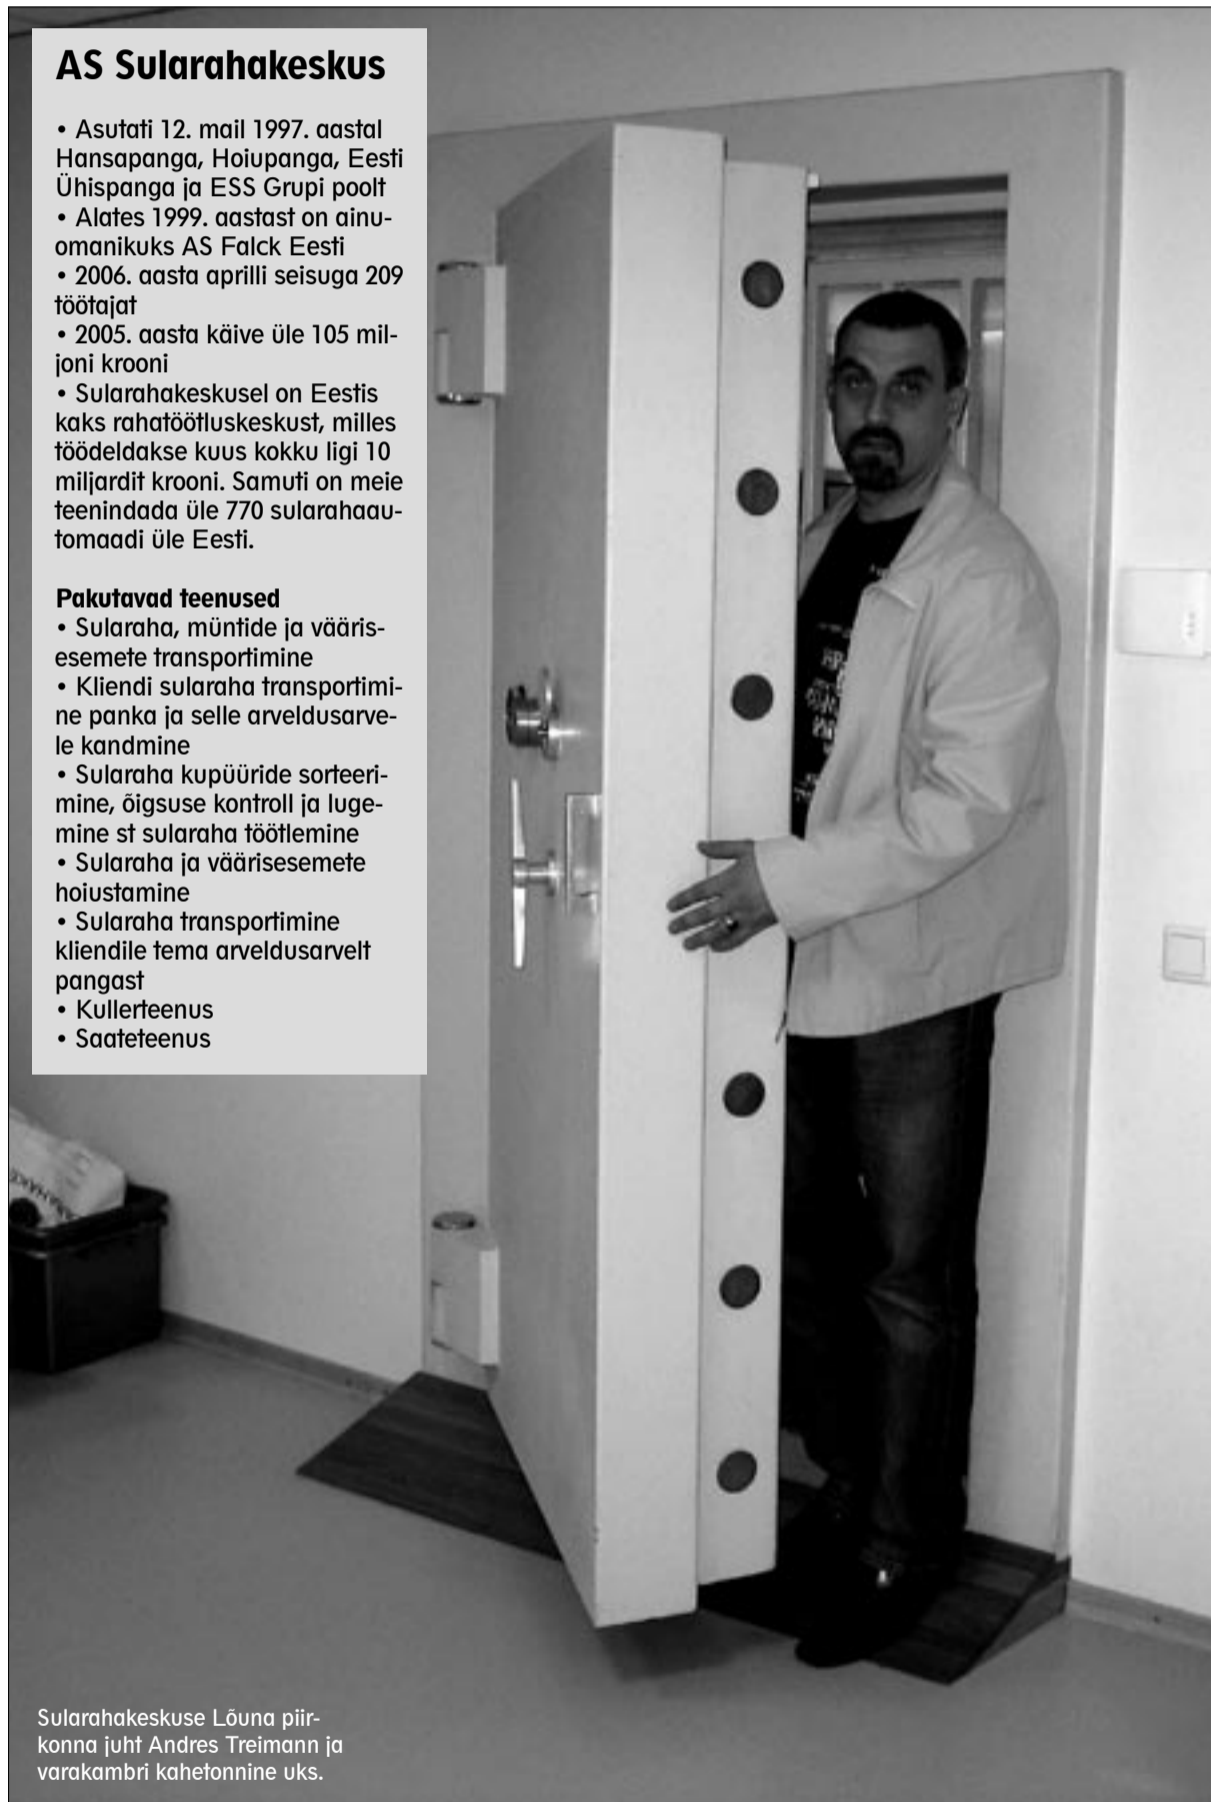 AS Sularahakeskus
• Asutati 12. mail 1997. aastal
Hansapanga, Hoiupanga, Eesti
Ühispanga ja ESS Grupi poolt
• Alates 1999. aastast on ainu-
omanikuks AS Falck Eesti
• 2006. aasta aprilli seisuga 209
töötajat
• 2005. aasta käive üle 105 mil-
joni krooni
• Sularahakeskusel on Eestis
kaks rahatöötluskeskust, milles
töödeldakse kuus kokku ligi 10
miljardit krooni. Samuti on meie
teenindada üle 770 sularahaau-
tomaadi üle Eesti.
Pakutavad teenused
• Sularaha, müntide ja vääris-
esemete transportimine
• Kliendi sularaha transportimi-
ne panka ja selle arveldusarve-
le kandmine
• Sularaha kupüüride sorteeri-
mine, õigsuse kontroll ja luge-
mine st sularaha töötlemine
• Sularaha ja väärisesemete
hoiustamine
• Sularaha transportimine
kliendile tema arveldusarvelt
pangast
• Kullerteenus
• Saateteenus
Sularahakeskuse Lõuna piir-
konna juht Andres Treimann ja
varakambri kahetonnine uks.